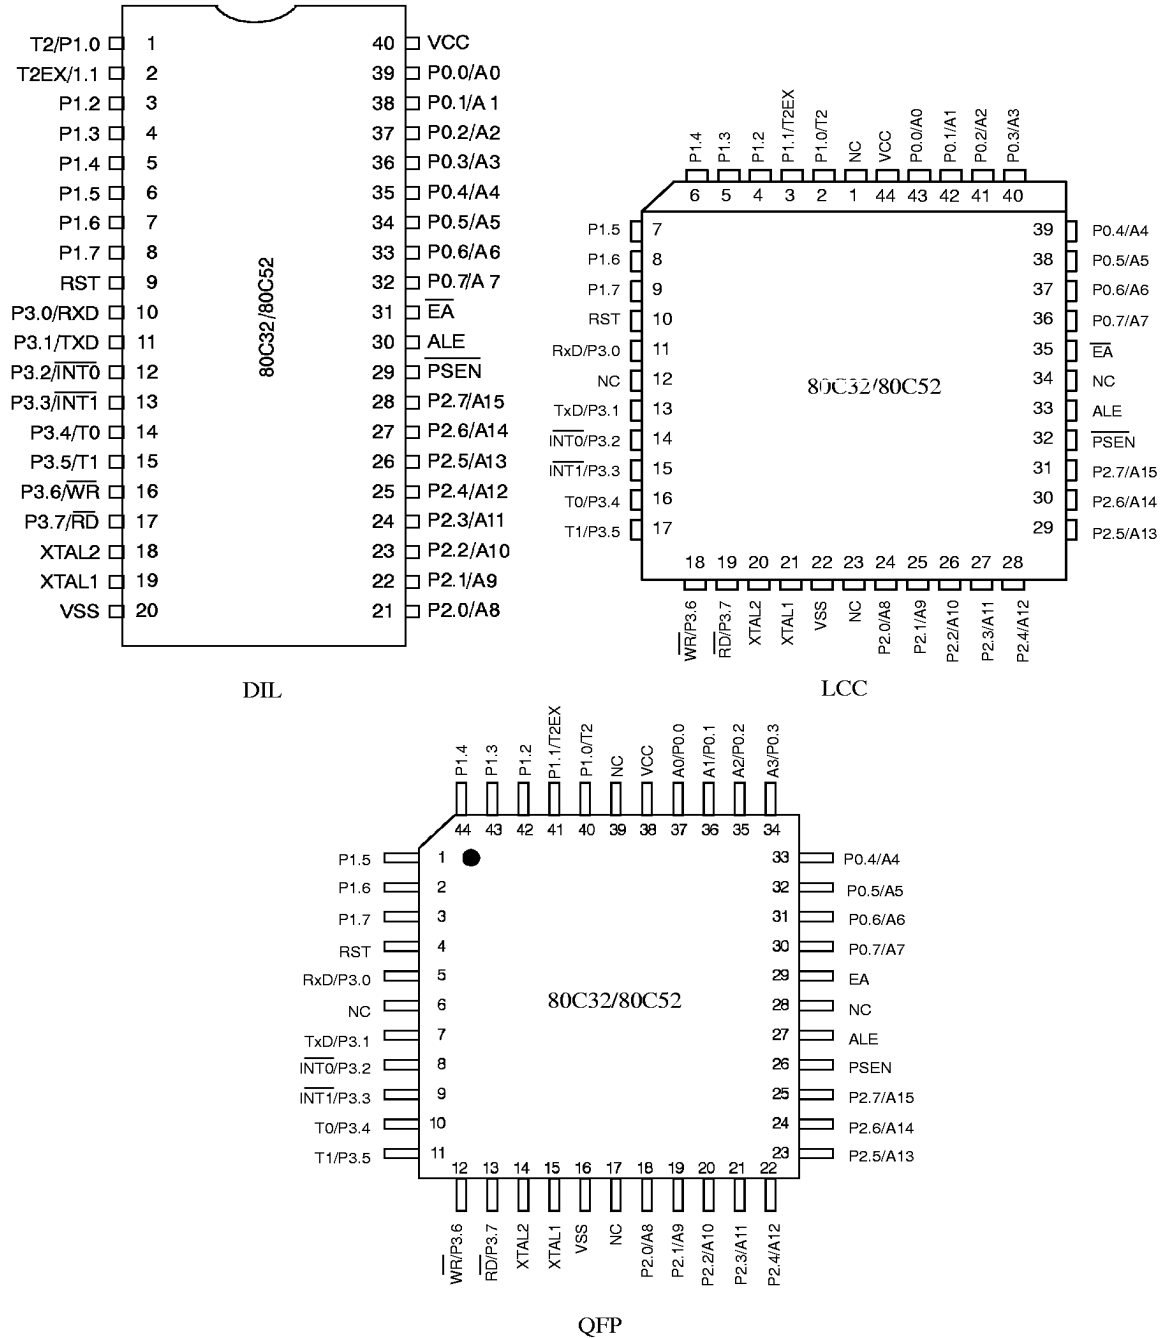 T2/P1.0 1 40 VCC
T2EX/1.1 2 39 P0.0/A0
P1.2 3 38 P0.1/A1
P1.3 4 37 P0.2/A2
P1.4 5 36 P0.3/A3
P1.5 6 35 P0.4/A4
P1.6 7 34 P0.5/A5
P1.7 8 33 P0.6/A6
RST 9 32 P0.7/A7
P3.0/RXD 10 31 EA
P3.1/TXD 11 30 ALE
P3.2/INT0 12 29 PSEN
P3.3/INT1 13 28 P2.7/A15
P3.4/T0 14 27 P2.6/A14
P3.5/T1 15 26 P2.5/A13
P3.6/WR 16 25 P2.4/A12
P3.7/RD 17 24 P2.3/A11
XTAL2 18 23 P2.2/A10
XTAL1 19 22 P2.1/A9
VSS 20 21 P2.0/A8
80C32/80C52
DIL
P1.4 P1.3 P1.2 P1.1/T2EX P1.0/T2 NC VCC P0.0/A0 P0.1/A1 P0.2/A2 P0.3/A3
6 5 4 3 2 1 44 43 42 41 40
P1.5 7 39 P0.4/A4
P1.6 8 38 P0.5/A5
P1.7 9 37 P0.6/A6
RST 10 36 P0.7/A7
RxD/P3.0 11 35 EA
NC 12 34 NC
80C32/80C52
TxD/P3.1 13 33 ALE
INT0/P3.2 14 32 PSEN
INT1/P3.3 15 31 P2.7/A15
T0/P3.4 16 30 P2.6/A14
T1/P3.5 17 29 P2.5/A13
18 19 20 21 22 23 24 25 26 27 28
WR/P3.6 RD/P3.7 XTAL2 XTAL1 VSS NC P2.0/A8 P2.1/A9 P2.2/A10 P2.3/A11 P2.4/A12
LCC
P1.4 P1.3 P1.2 P1.1/T2EX P1.0/T2 NC VCC A0/P0.0 A1/P0.1 A2/P0.2 A3/P0.3
44 43 42 41 40 39 38 37 36 35 34
P1.5 1 33 P0.4/A4
P1.6 2 32 P0.5/A5
P1.7 3 31 P0.6/A6
RST 4 30 P0.7/A7
RxD/P3.0 5 29 EA
80C32/80C52
NC 6 28 NC
TxD/P3.1 7 27 ALE
INT0/P3.2 8 26 PSEN
INT1/P3.3 9 25 P2.7/A15
T0/P3.4 10 24 P2.6/A14
T1/P3.5 11 23 P2.5/A13
12 13 14 15 16 17 18 19 20 21 22
WR/P3.6 RD/P3.7 XTAL2 XTAL1 VSS NC P2.0/A8 P2.1/A9 P2.2/A10 P2.3/A11 P2.4/A12
QFP